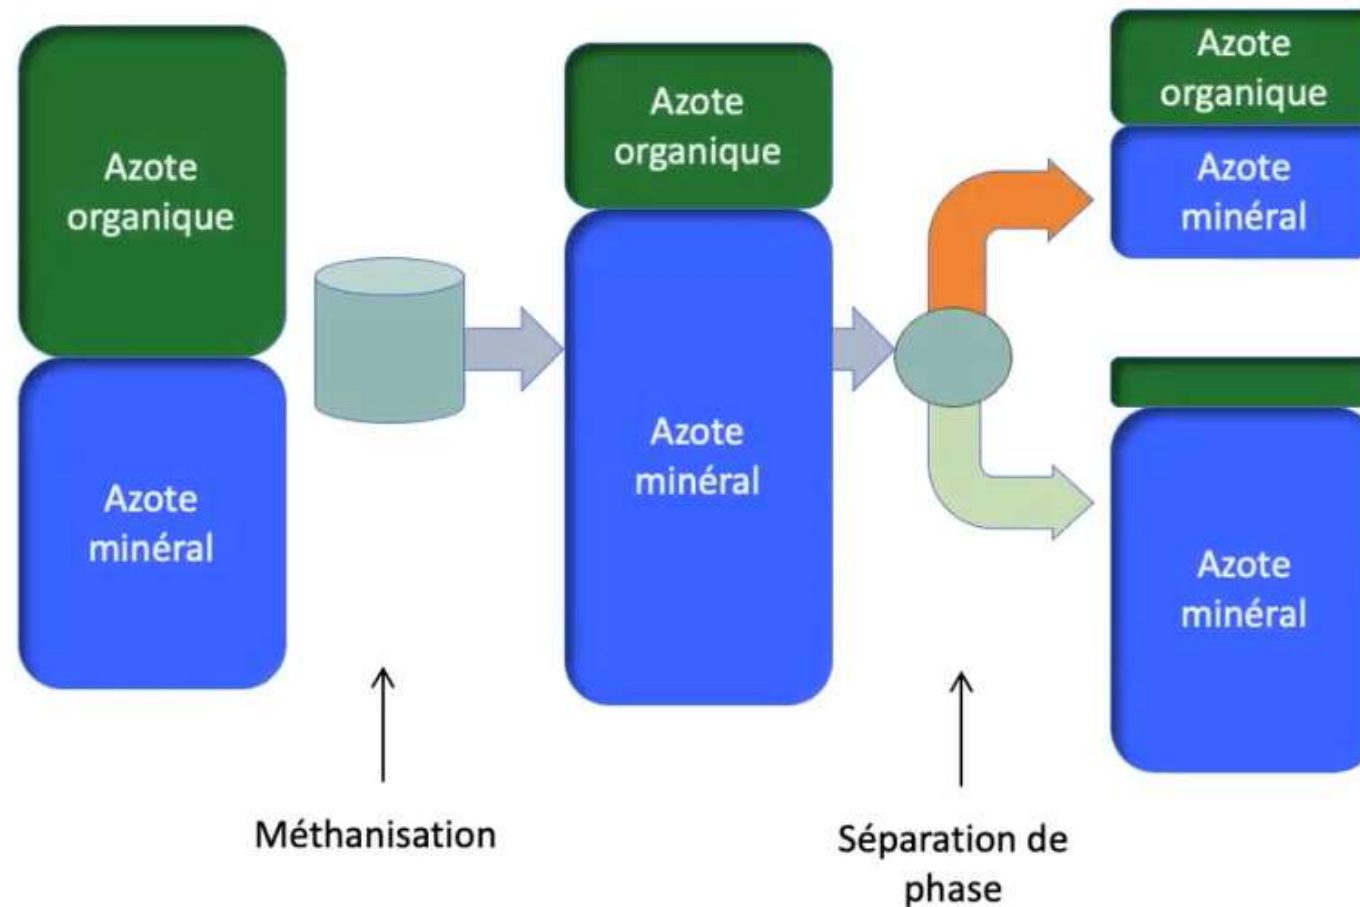 Azote
organique
Azote
minéral
Méthanisation
Azote
organique
Azote
minéral
Séparation de
phase
Azote
organique
Azote
minéral
Azote
minéral